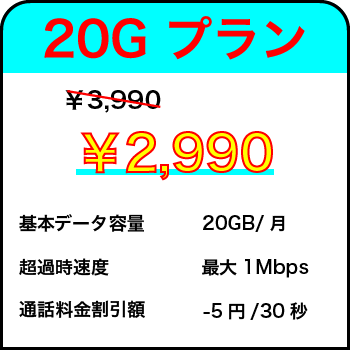 20G プラン
￥3,990
￥2,990
基本データ容量 20GB/ 月
超過時速度 最大 1Mbps
通話料金割引額 -5 円 /30 秒